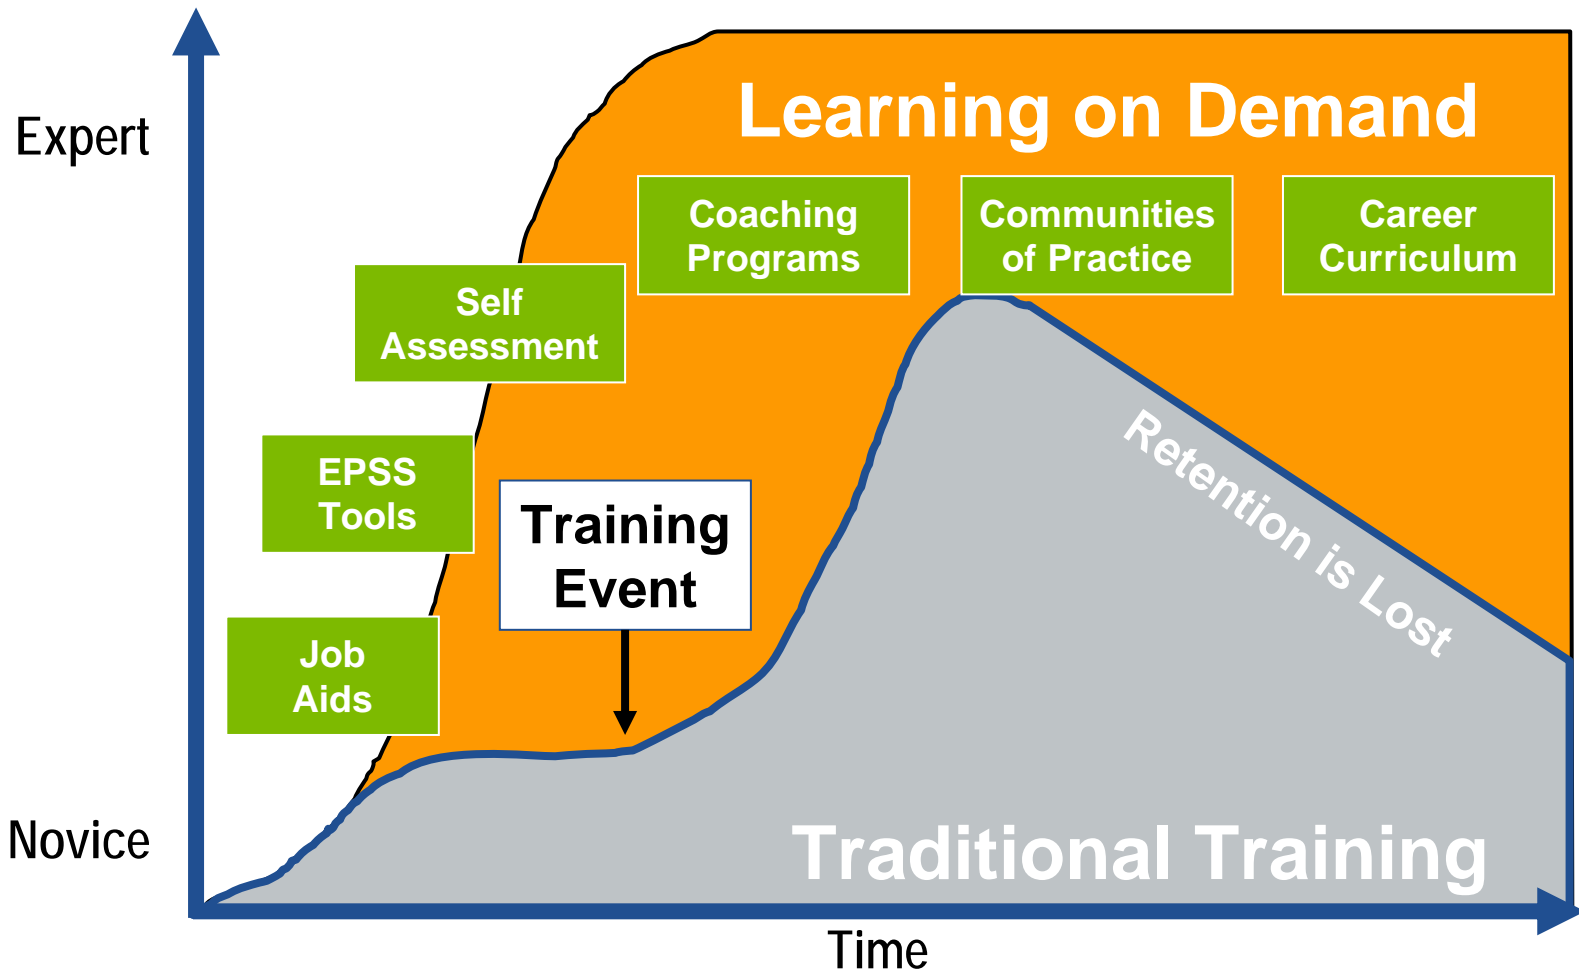 Learning on Demand
Expert
Coaching
Programs
Communities
of Practice
Career
Curriculum
Self
Assessment
EPSS
Tools
Training
Event
Retention is Lost
Job
Aids
Novice
Traditional Training
Time